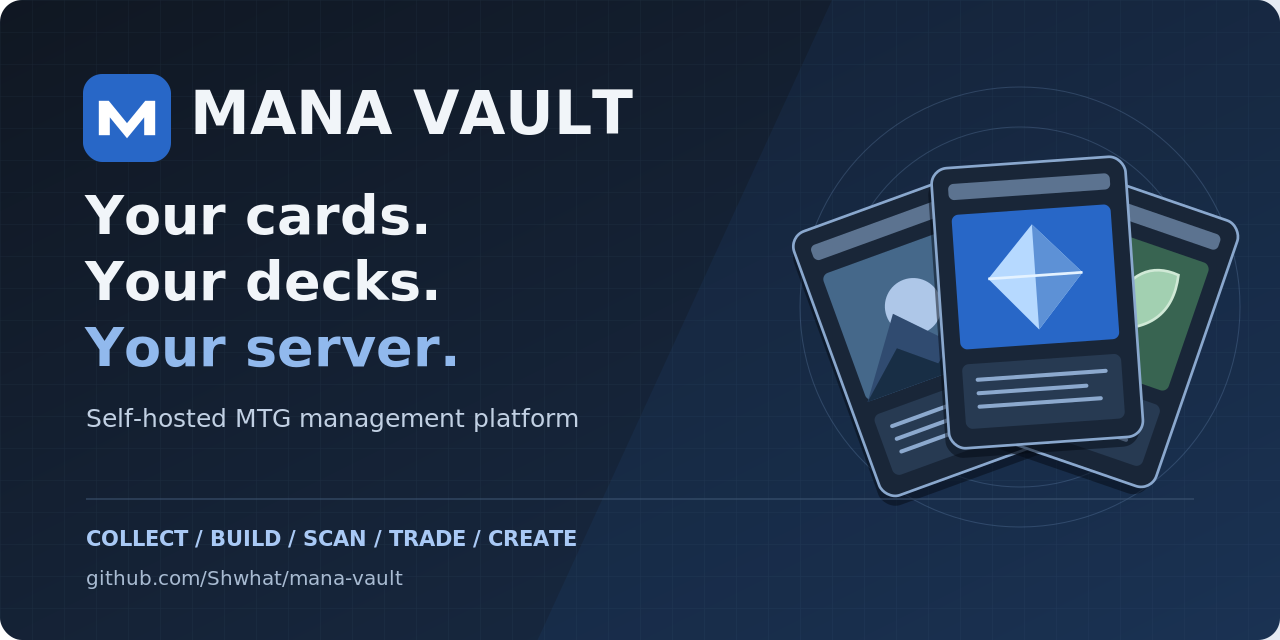 M MANA VAULT
Your cards.
Your decks.
Your server.
Self-hosted MTG management platform
COLLECT / BUILD / SCAN / TRADE / CREATE
github.com/Shwhat/mana-vault